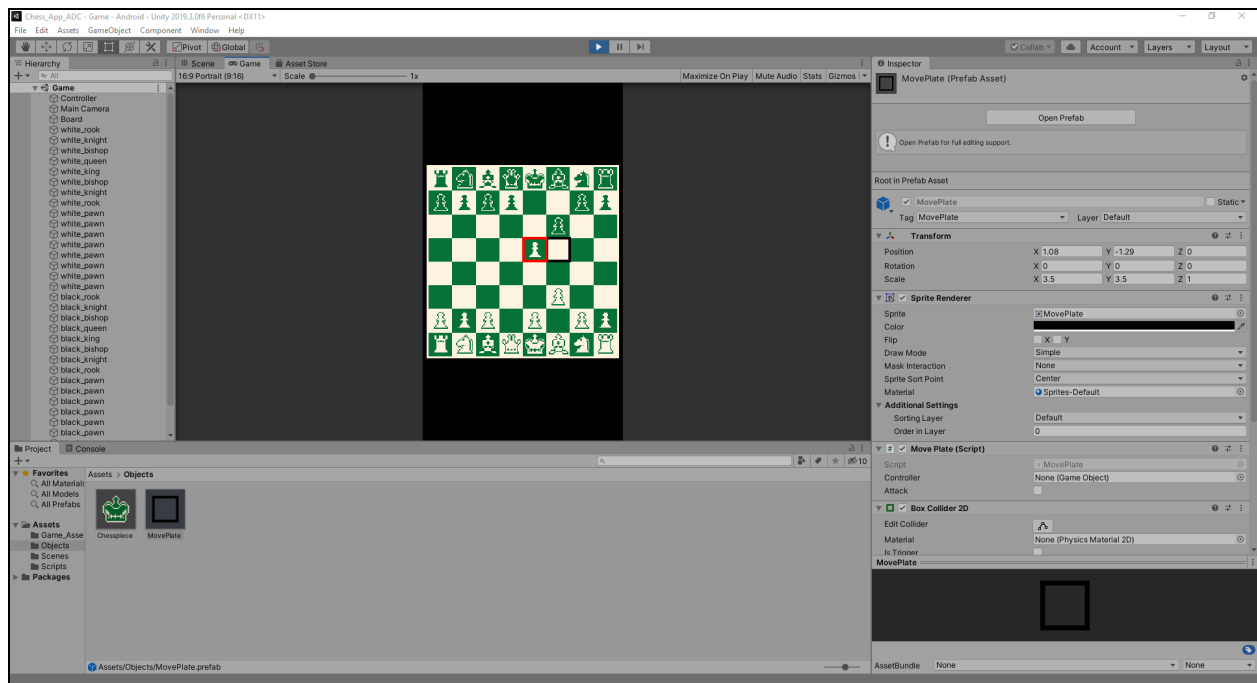 Chess_App_ADC - Game - Android - Unity 2019.3.0f6 Personal <DX11>
File Edit Assets GameObject Component Window Help
Pivot Global Collab Account Layers Layout
Hierarchy Scene Game Asset Store Inspector
All 16:9 Portrait (9:16) Scale 1x Maximize On Play Mute Audio Stats Gizmos MovePlate (Prefab Asset)
Game
Controller
Main Camera
Board
white_rook
white_knight
white_bishop
white_queen
white_king
white_bishop
white_knight
white_rook
white_pawn
white_pawn
white_pawn
white_pawn
white_pawn
white_pawn
white_pawn
white_pawn
black_rook
black_knight
black_bishop
black_queen
black_king
black_bishop
black_knight
black_rook
black_pawn
black_pawn
black_pawn
black_pawn
black_pawn
Open Prefab
Open Prefab for full editing support.
Root in Prefab Asset
MovePlate Static
Tag MovePlate Layer Default
Transform
Position X 1.08 Y -1.29 Z 0
Rotation X 0 Y 0 Z 0
Scale X 3.5 Y 3.5 Z 1
Sprite Renderer
Sprite MovePlate
Color
Flip X Y
Draw Mode Simple
Mask Interaction None
Sprite Sort Point Center
Material Sprites-Default
Additional Settings
Sorting Layer Default
Order in Layer 0
Move Plate (Script)
Script MovePlate
Controller None (Game Object)
Attack
Box Collider 2D
Edit Collider
Material None (Physics Material 2D)
Is Trigger
MovePlate
AssetBundle None None
Project Console
10
Favorites
All Materials
All Models
All Prefabs
Assets
Game_Asse
Objects
Scenes
Scripts
Packages
Assets > Objects
Chesspiece MovePlate
Assets/Objects/MovePlate.prefab